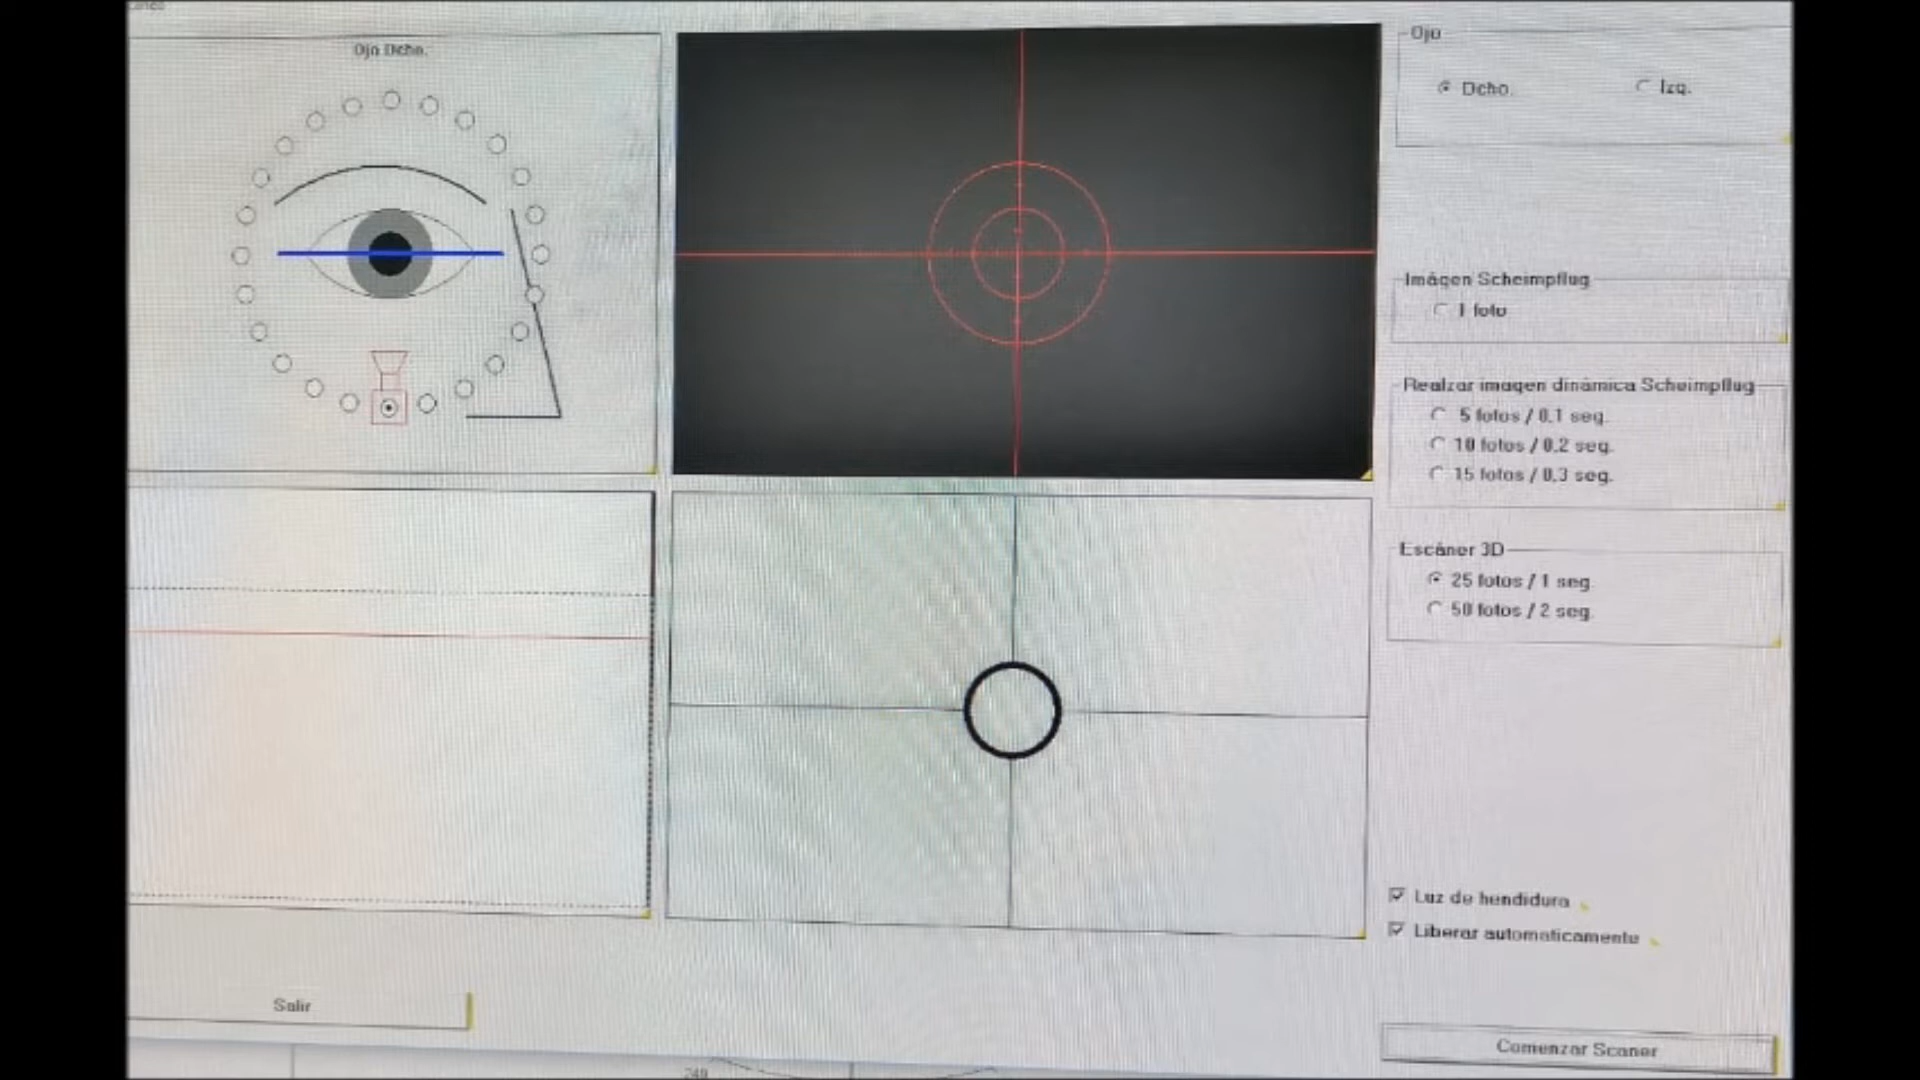 Ojo Dcho.
Ojo
Dcho.
Izq.
Imágen Scheimpflug
1 foto
Realzar imagen dinámica Scheimpflug
5 fotos / 0,1 seg.
10 fotos / 0,2 seg.
15 fotos / 0,3 seg.
Escáner 3D
25 fotos / 1 seg.
50 fotos / 2 seg.
Luz de hendidura
Liberar automaticamente
Salir
Comenzar Scaner
240